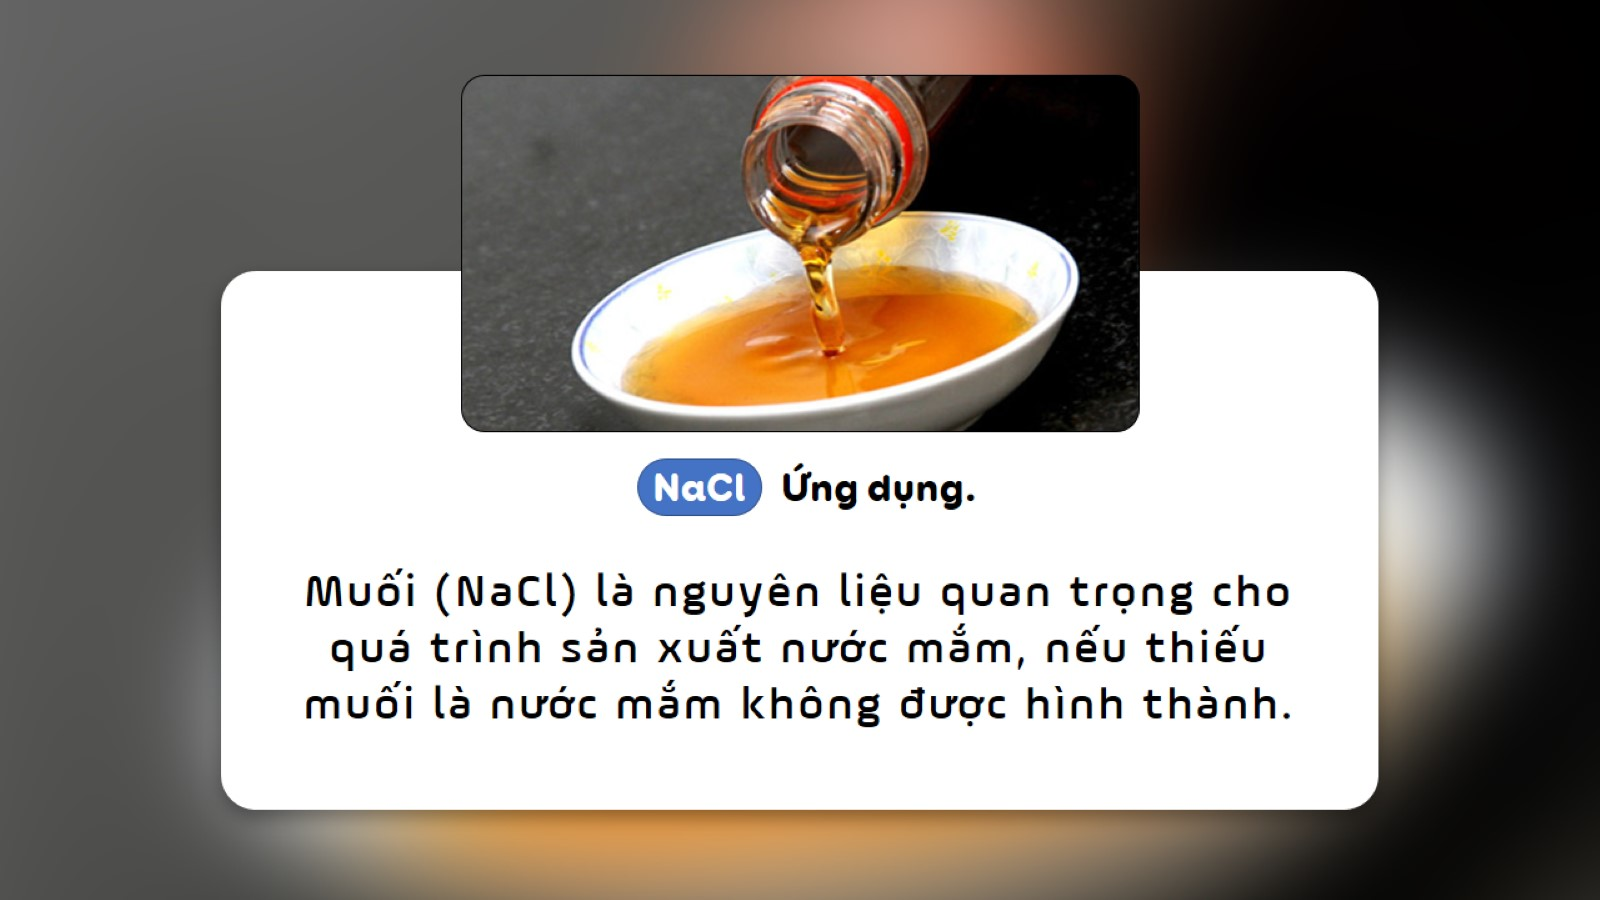 NaCl Ứng dụng.
Muối (NaCl) là nguyên liệu quan trọng cho
quá trình sản xuất nước mắm, nếu thiếu
muối là nước mắm không được hình thành.